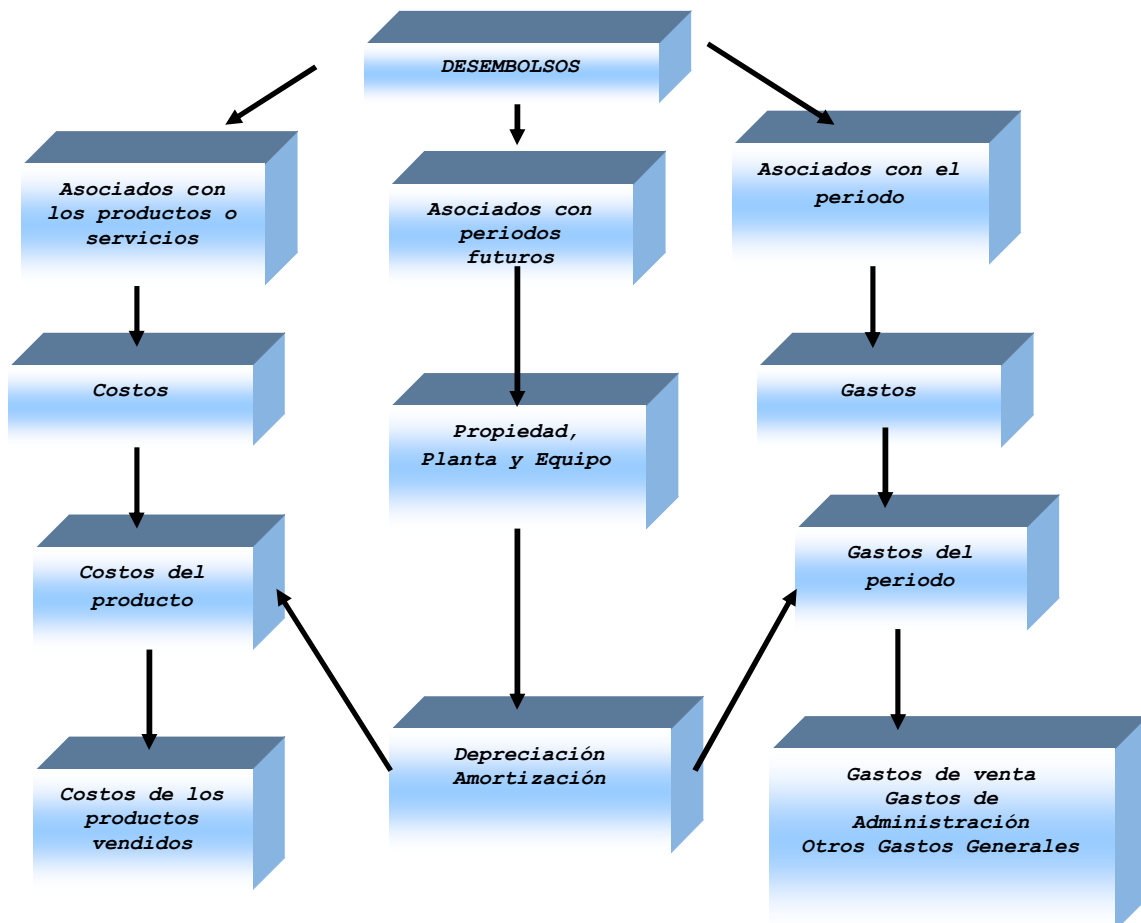 DESEMBOLSOS
Asociados con
los productos o
servicios
Asociados con
periodos
futuros
Asociados con el
periodo
Costos
Propiedad,
Planta y Equipo
Gastos
Costos del
producto
Gastos del
periodo
Costos de los
productos
vendidos
Depreciación
Amortización
Gastos de venta
Gastos de
Administración
Otros Gastos Generales